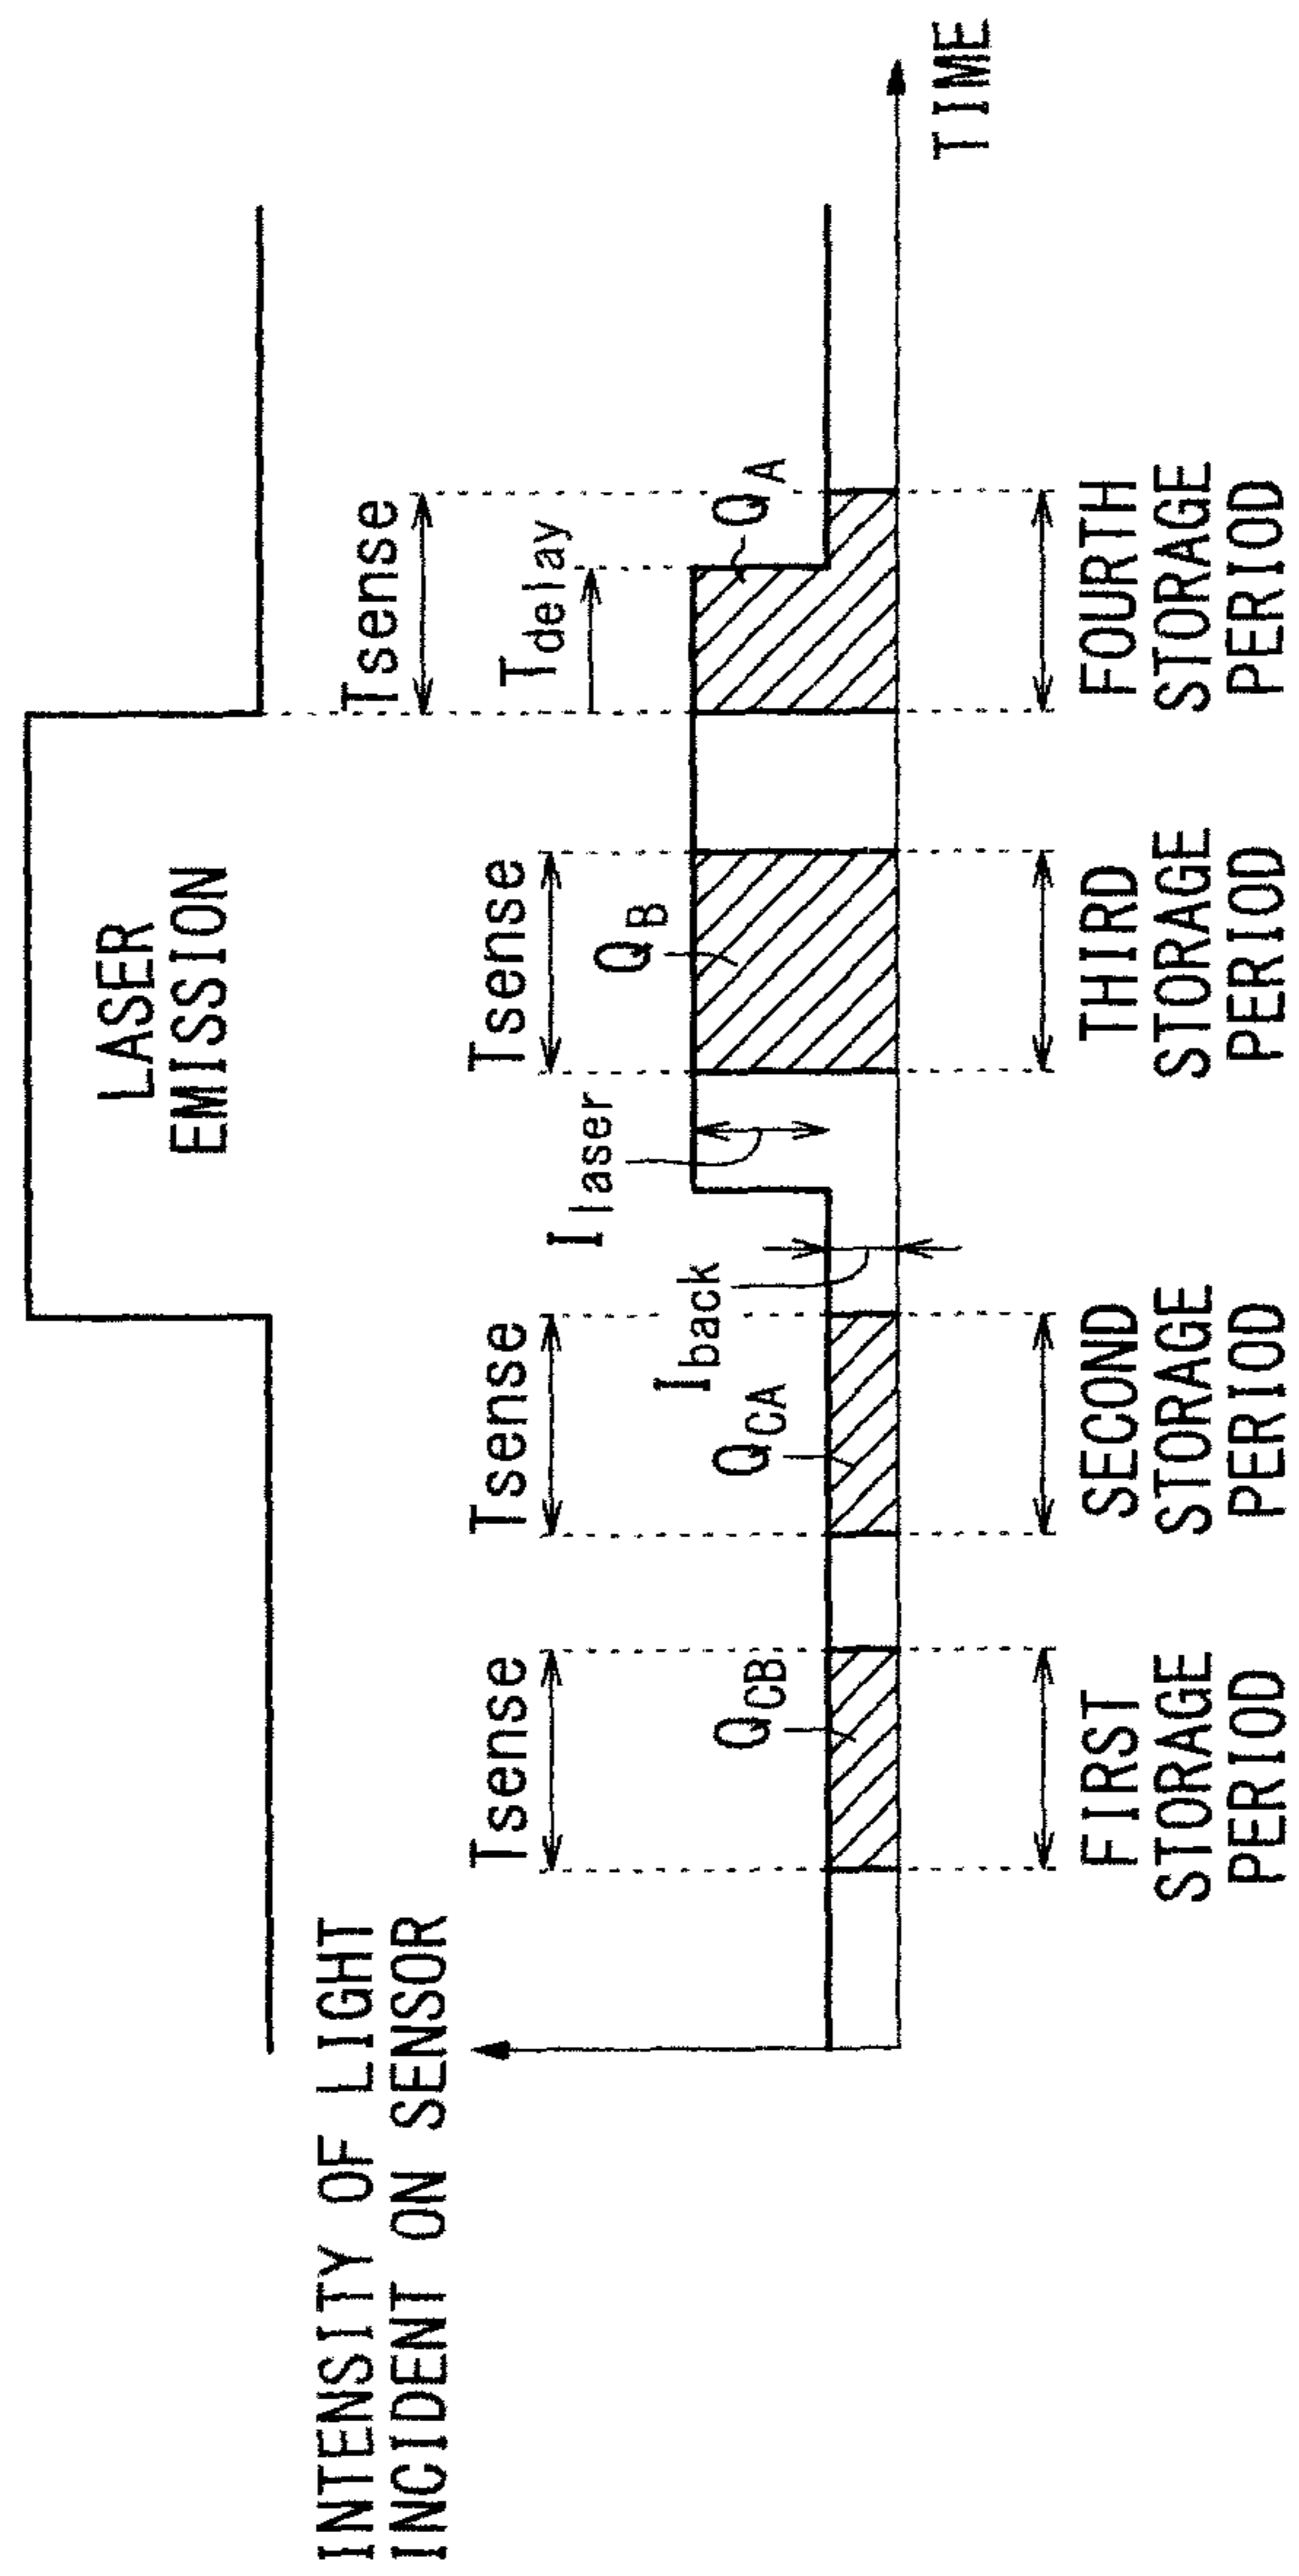 LASER
EMISSION
INTENSITY OF LIGHT
INCIDENT ON SENSOR
Tsense
Tsense
Tsense
Tsense
Tdelay
QCB
QCA
Iback
Ilaser
QB
QA
TIME
FIRST
STORAGE
PERIOD
SECOND
STORAGE
PERIOD
THIRD
STORAGE
PERIOD
FOURTH
STORAGE
PERIOD